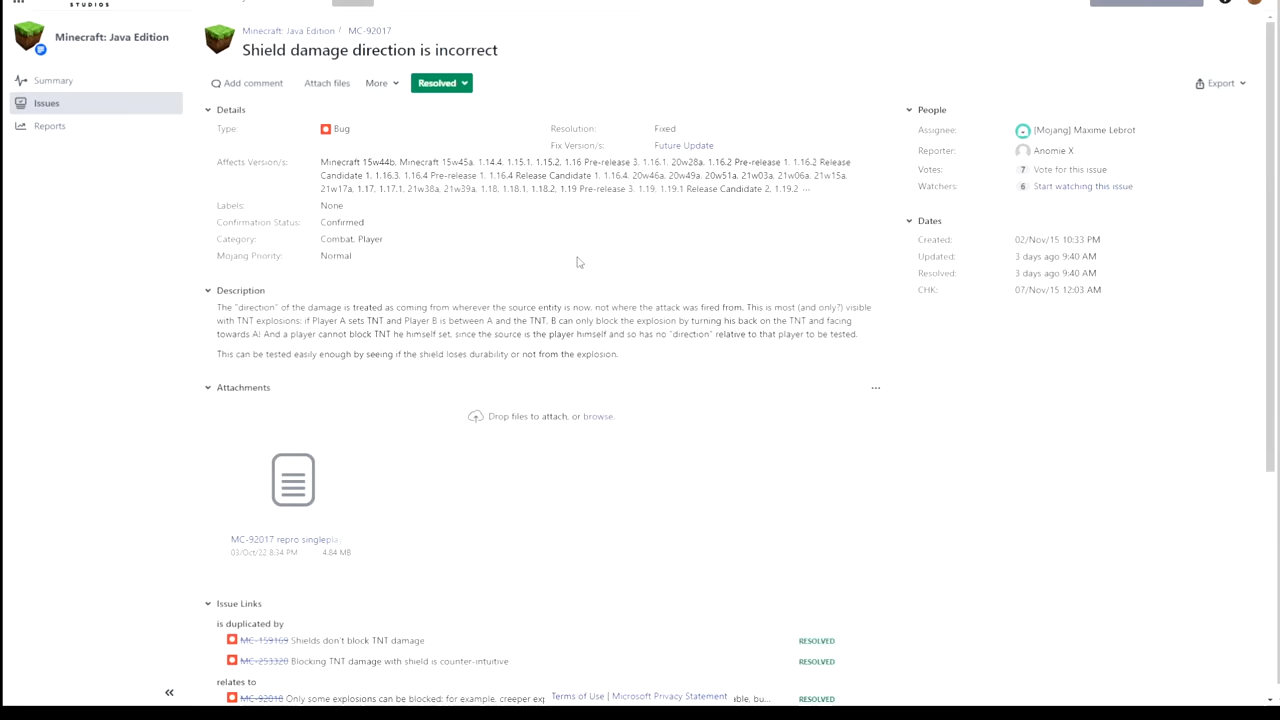 STUDIOS
Minecraft: Java Edition
Summary
Issues
Reports
Minecraft: Java Edition / MC-92017
Shield damage direction is incorrect
Add comment Attach files More Resolved Export
Details
Type: Bug Resolution: Fixed
Fix Version/s: Future Update
Affects Version/s: Minecraft 15w44b, Minecraft 15w45a, 1.14.4, 1.15.1, 1.15.2, 1.16 Pre-release 3, 1.16.1, 20w28a, 1.16.2 Pre-release 1, 1.16.2 Release
Candidate 1, 1.16.3, 1.16.4 Pre-release 1, 1.16.4 Release Candidate 1, 1.16.4, 20w46a, 20w49a, 20w51a, 21w03a, 21w06a, 21w15a,
21w17a, 1.17, 1.17.1, 21w38a, 21w39a, 1.18, 1.18.1, 1.18.2, 1.19 Pre-release 3, 1.19, 1.19.1 Release Candidate 2, 1.19.2 ...
Labels: None
Confirmation Status: Confirmed
Category: Combat, Player
Mojang Priority: Normal
Description
The "direction" of the damage is treated as coming from wherever the source entity is now, not where the attack was fired from. This is most (and only?) visible
with TNT explosions: if Player A sets TNT and Player B is between A and the TNT, B can only block the explosion by turning his back on the TNT and facing
towards A! And a player cannot block TNT he himself set, since the source is the player himself and so has no "direction" relative to that player to be tested.
This can be tested easily enough by seeing if the shield loses durability or not from the explosion.
Attachments ...
Drop files to attach, or browse.
MC-92017 repro singlepla
03/Oct/22 8:34 PM 4.84 MB
Issue Links
is duplicated by
MC-159169 Shields don't block TNT damage RESOLVED
MC-253320 Blocking TNT damage with shield is counter-intuitive RESOLVED
relates to
MC-92018 Only some explosions can be blocked: for example, creeper exp able, bu... RESOLVED
Terms of Use | Microsoft Privacy Statement
People
Assignee: [Mojang] Maxime Lebrot
Reporter: Anomie X
Votes: 7 Vote for this issue
Watchers: 6 Start watching this issue
Dates
Created: 02/Nov/15 10:33 PM
Updated: 3 days ago 9:40 AM
Resolved: 3 days ago 9:40 AM
CHK: 07/Nov/15 12:03 AM